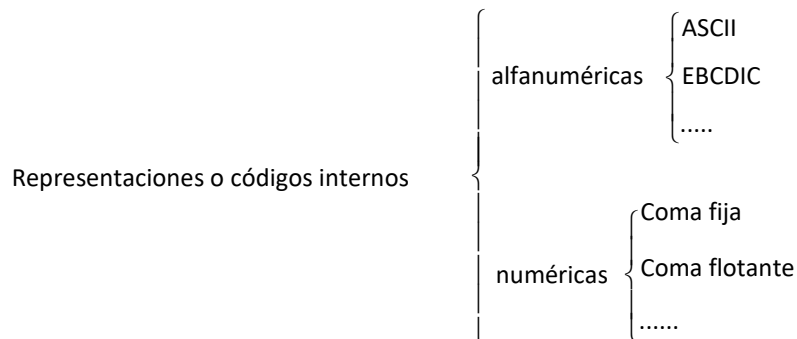 Representaciones o códigos internos
alfanuméricas
ASCII
EBCDIC
.....
numéricas
Coma fija
Coma flotante
......